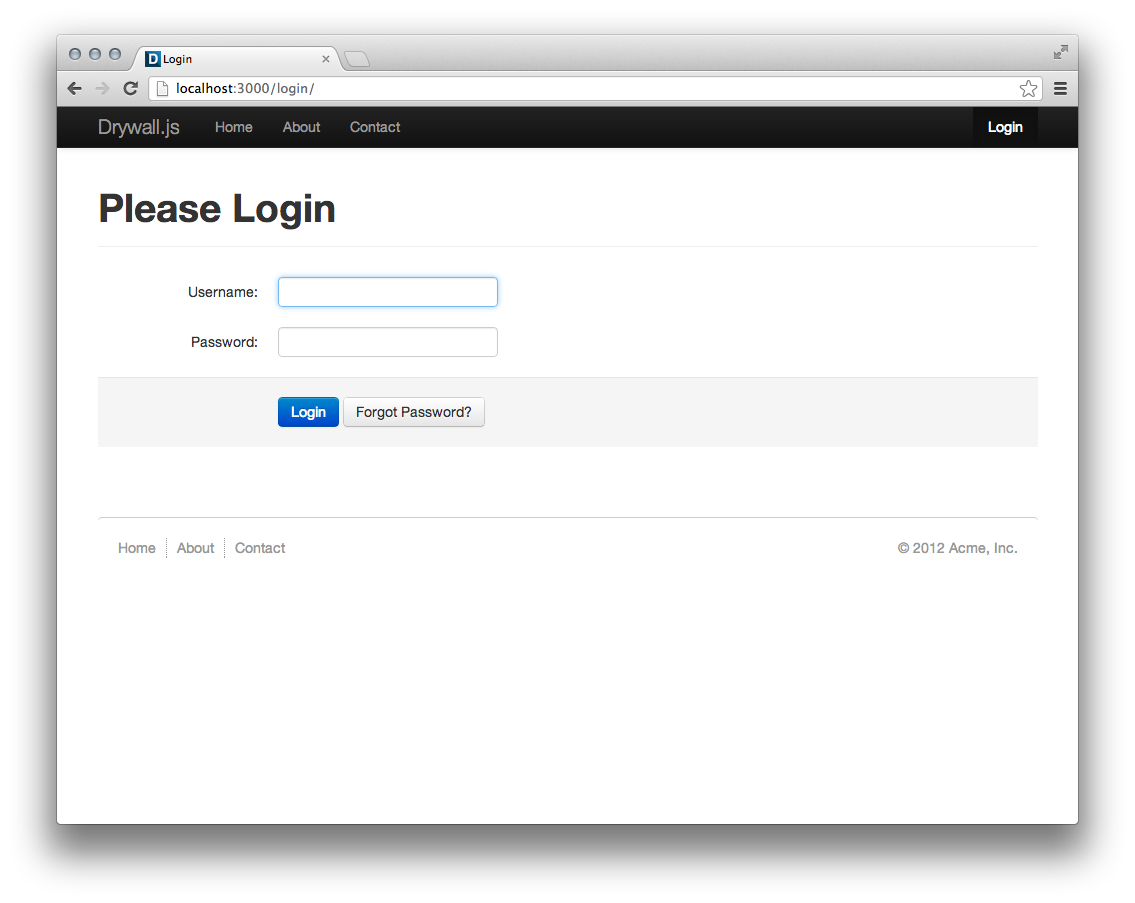 D Login
localhost:3000/login/
Drywall.js Home About Contact Login
Please Login
Username:
Password:
Login Forgot Password?
Home About Contact © 2012 Acme, Inc.